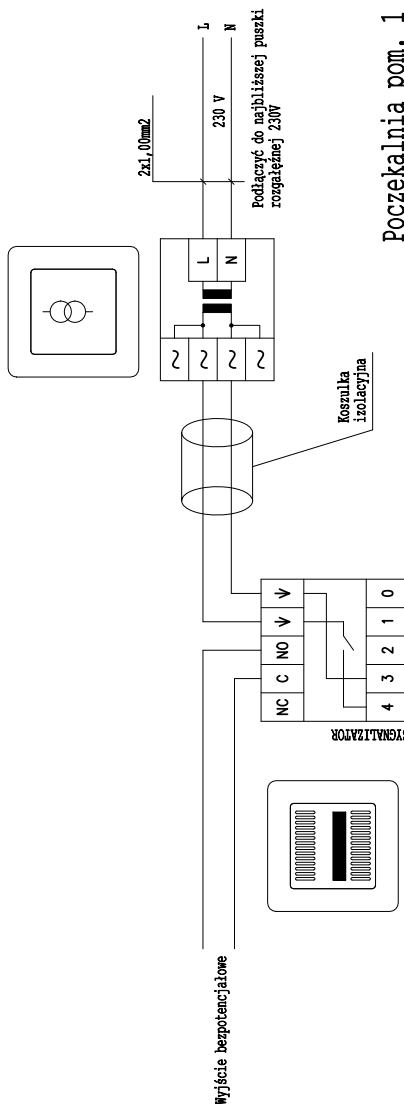 2x1,00mm2
L
N
230 V
Podłączyć do najbliższej puszki
rozgałęźnej 230V
L
N
~
~
~
~
Koszulka
izolacyjna
Poczekalnia pom. 1
NC
C
NO
4
3
2
1
0
Wyjście bezpotencjałowe